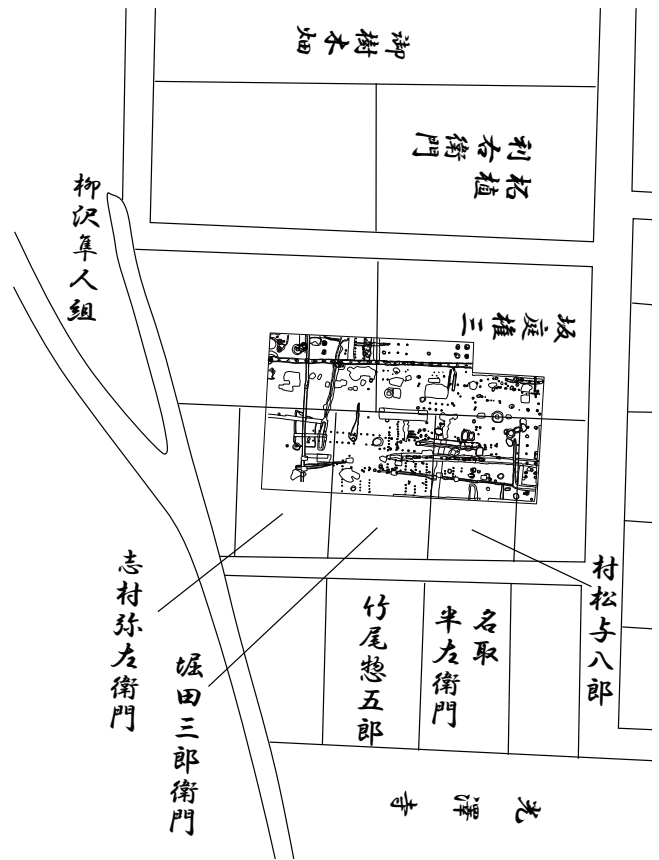 御樹木畑
柘植
利右衛門
柳沢隼人組
坂庭権三
村松与八郎
名取
半左衛門
竹尾惣五郎
堀田三郎衛門
志村弥左衛門
光澤寺